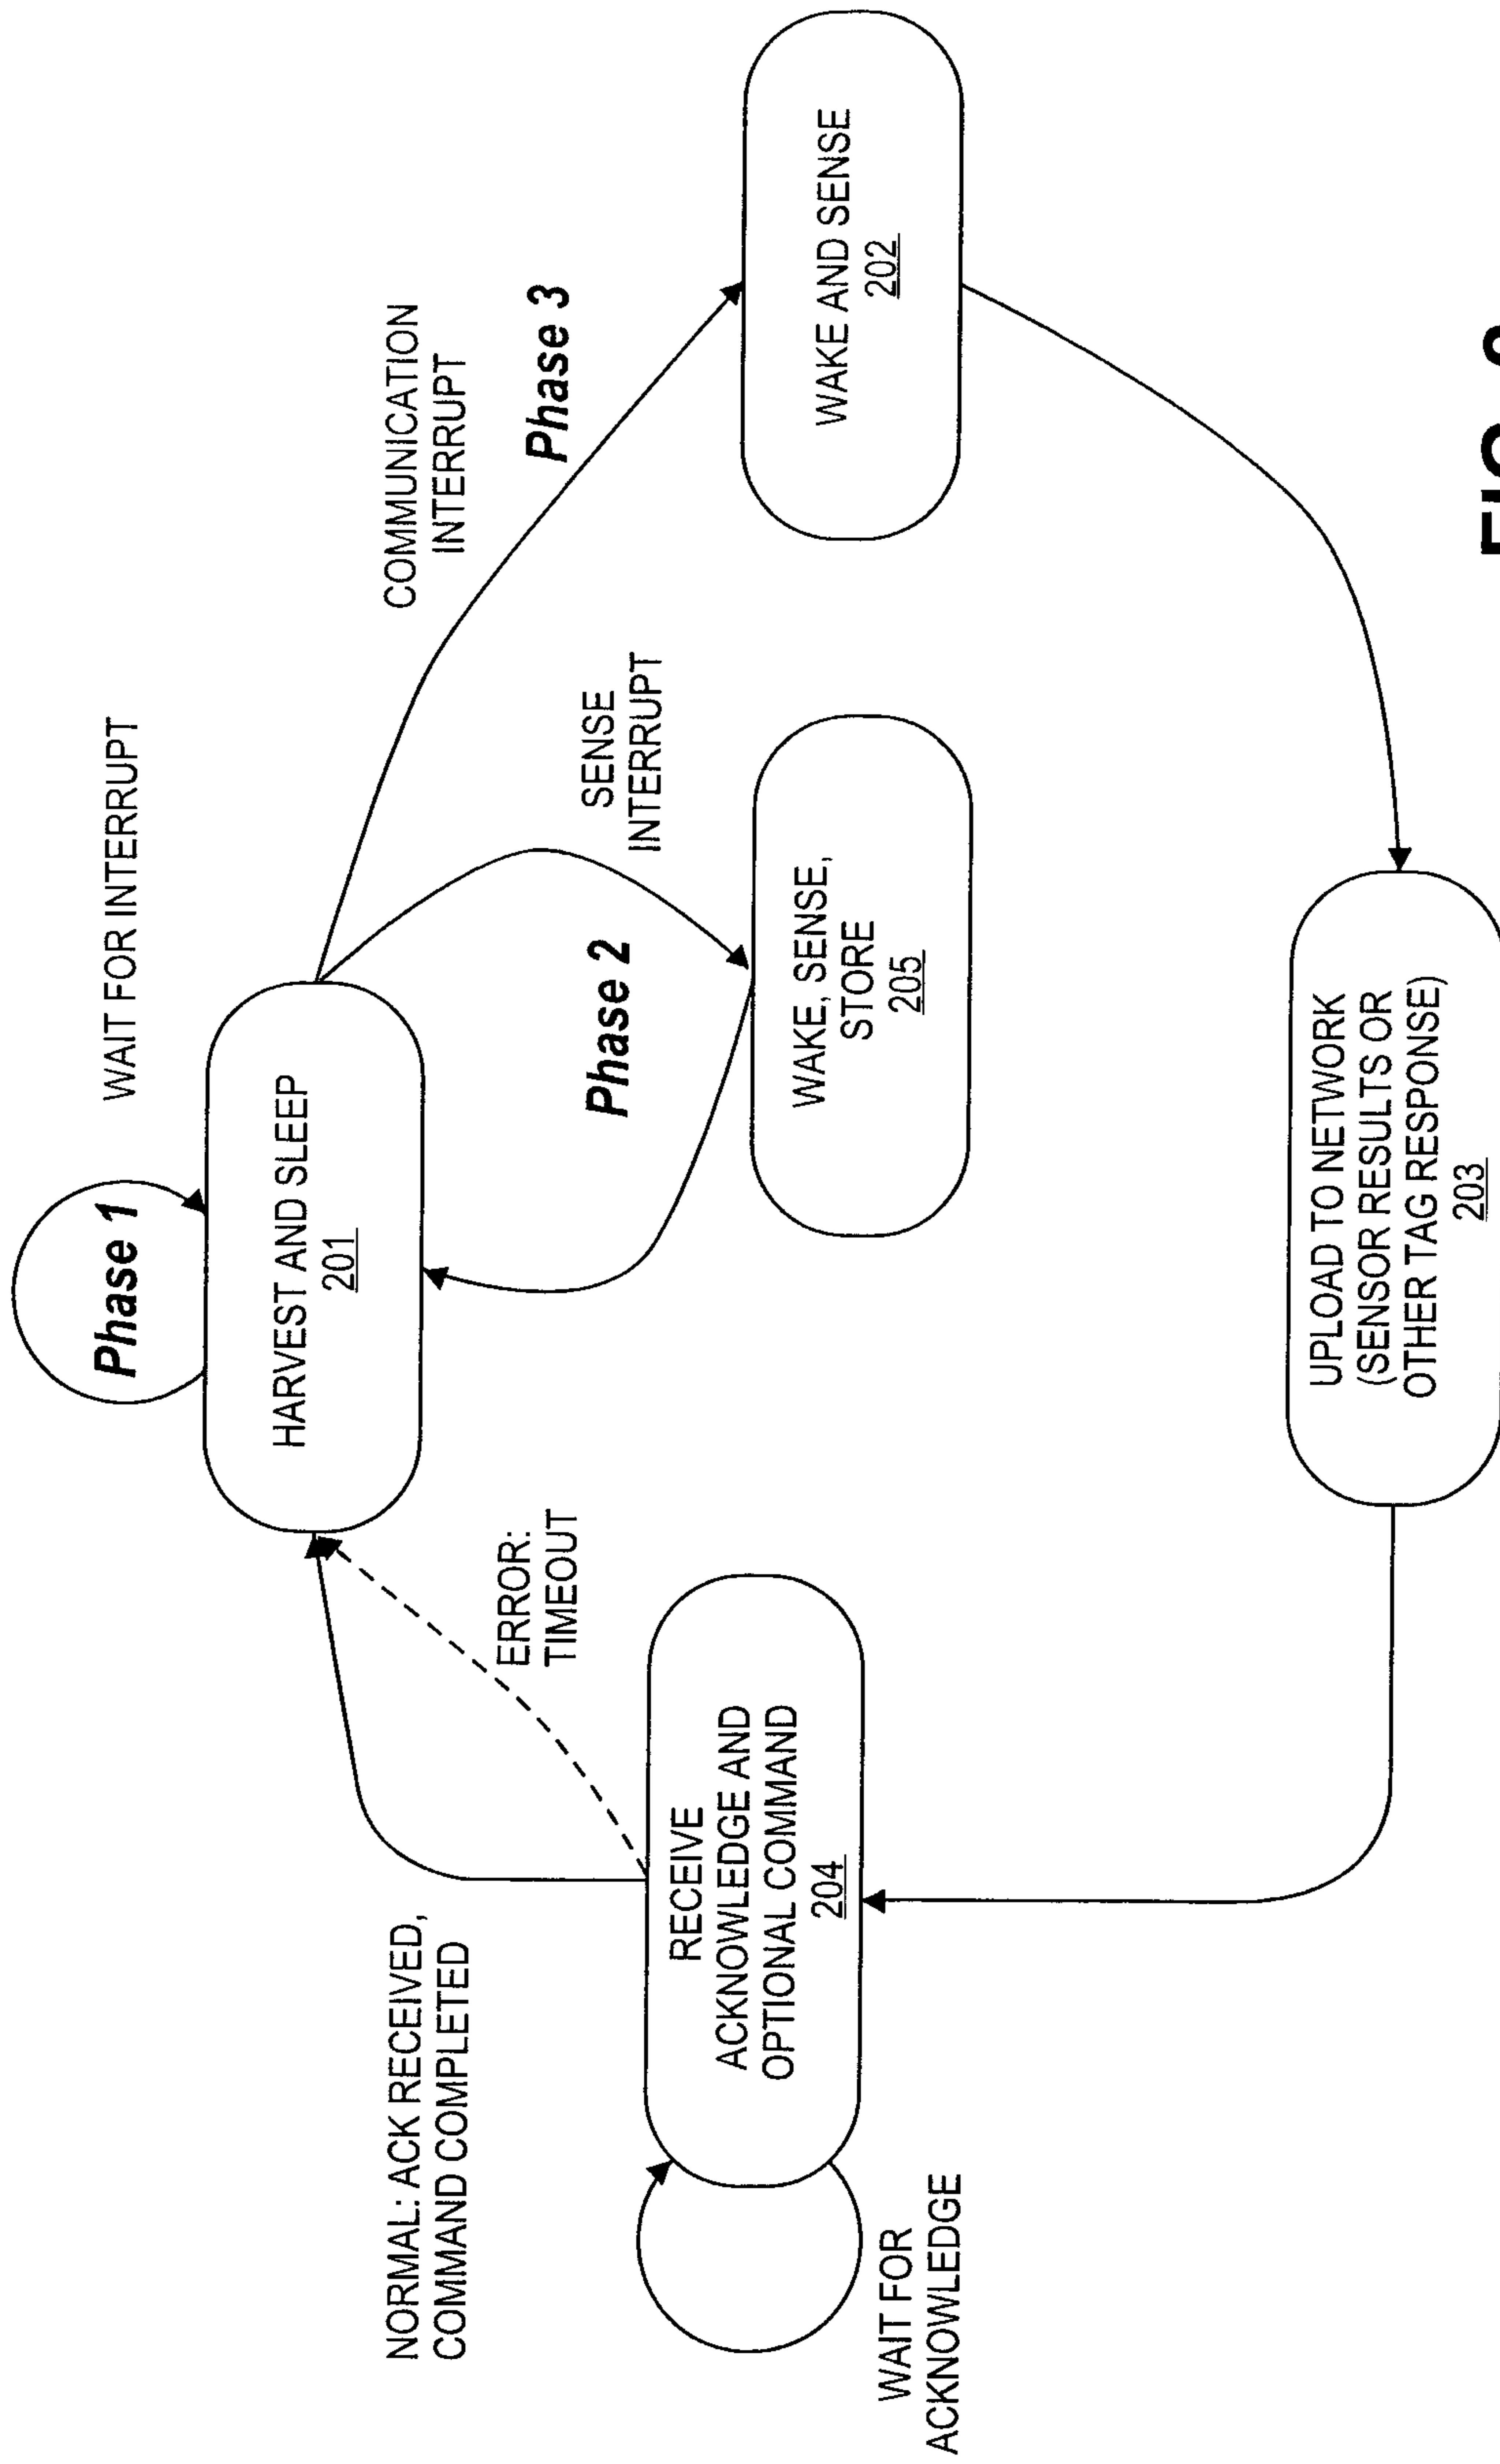 WAIT FOR INTERRUPT
Phase 1
HARVEST AND SLEEP
201
COMMUNICATION
INTERRUPT
Phase 3
SENSE
INTERRUPT
Phase 2
WAKE AND SENSE
202
WAKE, SENSE,
STORE
205
UPLOAD TO NETWORK
(SENSOR RESULTS OR
OTHER TAG RESPONSE)
203
ERROR:
TIMEOUT
NORMAL: ACK RECEIVED,
COMMAND COMPLETED
RECEIVE
ACKNOWLEDGE AND
OPTIONAL COMMAND
204
WAIT FOR
ACKNOWLEDGE